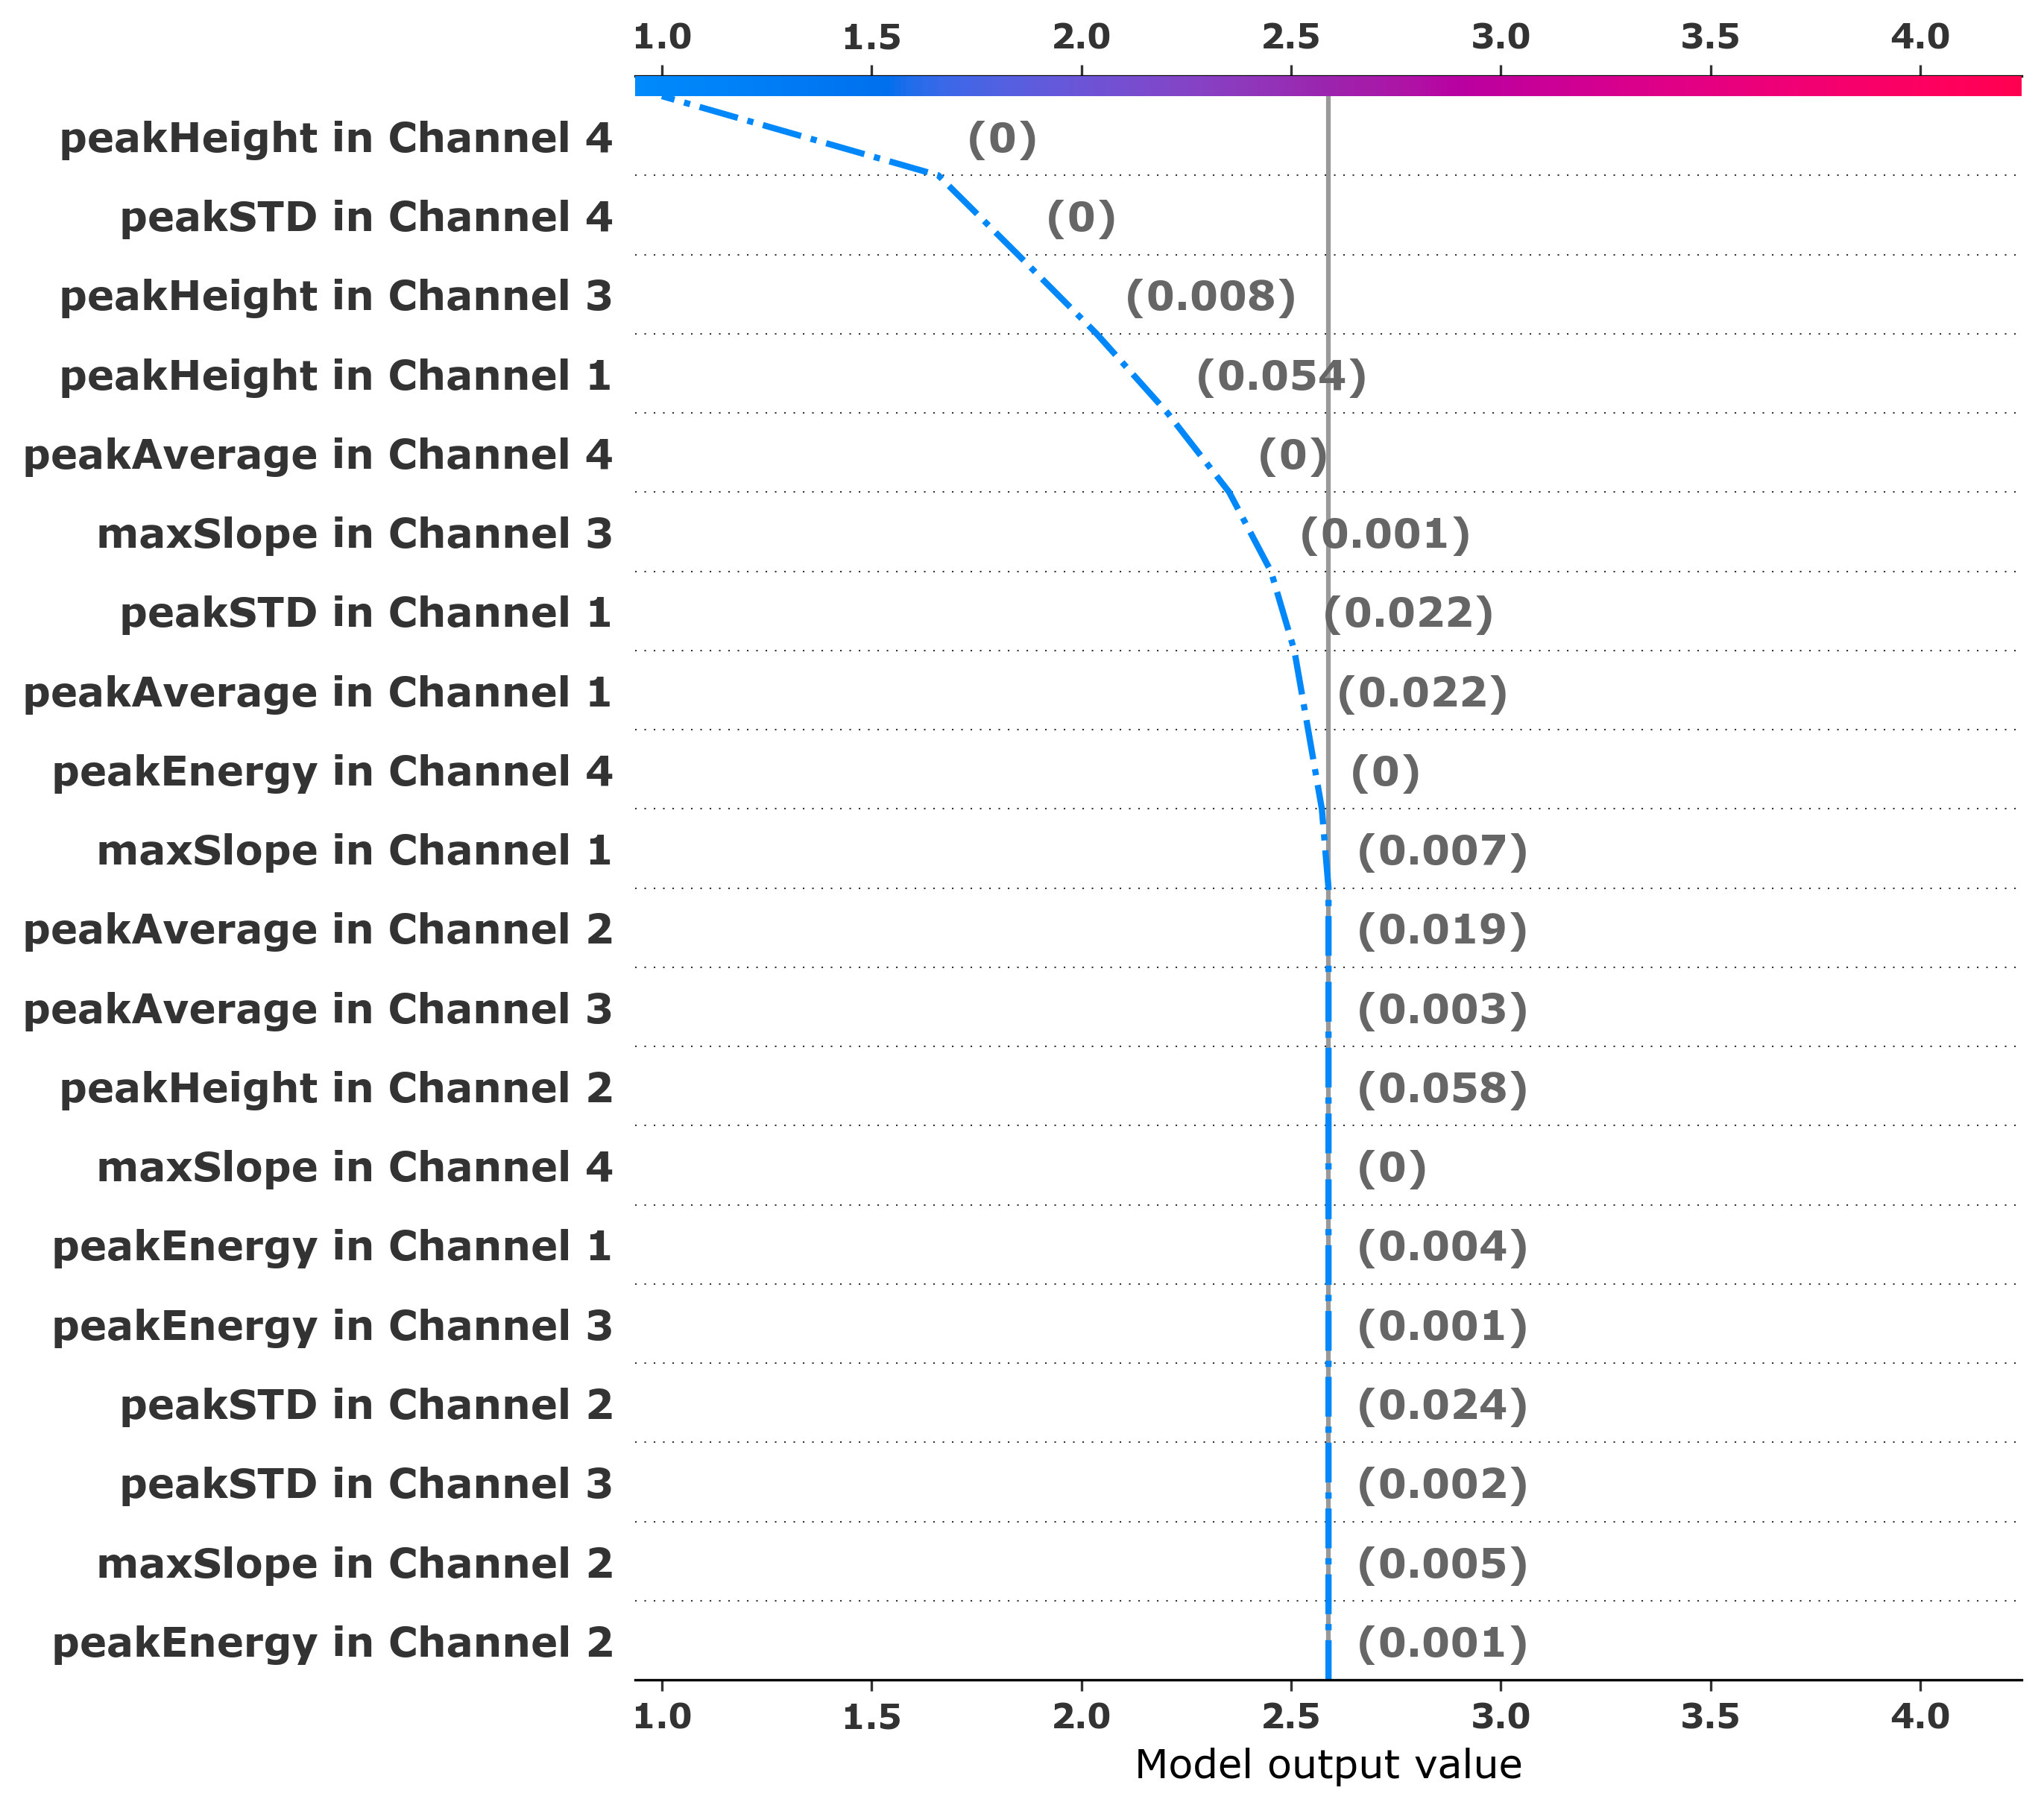 1.0 1.5 2.0 2.5 3.0 3.5 4.0
peakHeight in Channel 4 (0)
peakSTD in Channel 4 (0)
peakHeight in Channel 3 (0.008)
peakHeight in Channel 1 (0.054)
peakAverage in Channel 4 (0)
maxSlope in Channel 3 (0.001)
peakSTD in Channel 1 (0.022)
peakAverage in Channel 1 (0.022)
peakEnergy in Channel 4 (0)
maxSlope in Channel 1 (0.007)
peakAverage in Channel 2 (0.019)
peakAverage in Channel 3 (0.003)
peakHeight in Channel 2 (0.058)
maxSlope in Channel 4 (0)
peakEnergy in Channel 1 (0.004)
peakEnergy in Channel 3 (0.001)
peakSTD in Channel 2 (0.024)
peakSTD in Channel 3 (0.002)
maxSlope in Channel 2 (0.005)
peakEnergy in Channel 2 (0.001)
1.0 1.5 2.0 2.5 3.0 3.5 4.0
Model output value